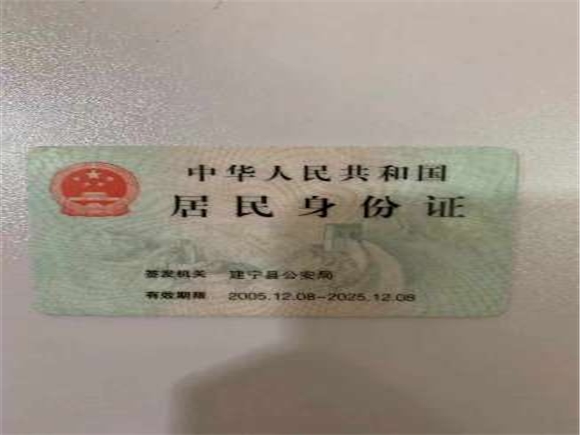 中华人民共和国
居民身份证
签发机关 建宁县公安局
有效期限 2005.12.08-2025.12.08